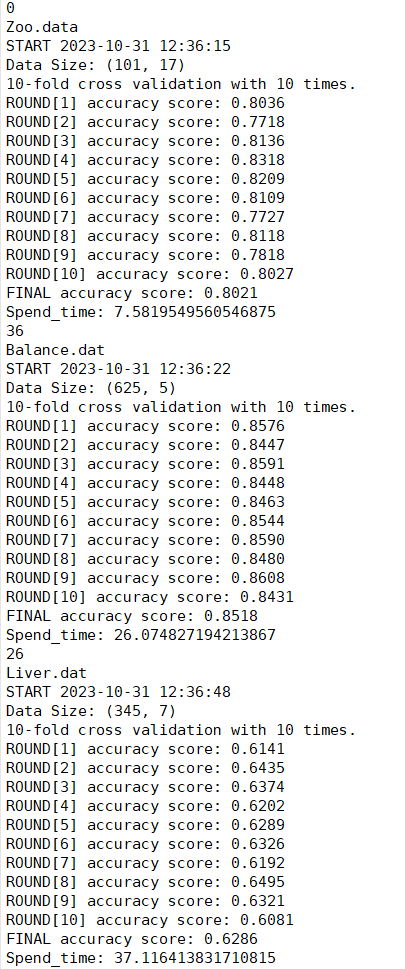 0
Zoo.data
START 2023-10-31 12:36:15
Data Size: (101, 17)
10-fold cross validation with 10 times.
ROUND[1] accuracy score: 0.8036
ROUND[2] accuracy score: 0.7718
ROUND[3] accuracy score: 0.8136
ROUND[4] accuracy score: 0.8318
ROUND[5] accuracy score: 0.8209
ROUND[6] accuracy score: 0.8109
ROUND[7] accuracy score: 0.7727
ROUND[8] accuracy score: 0.8118
ROUND[9] accuracy score: 0.7818
ROUND[10] accuracy score: 0.8027
FINAL accuracy score: 0.8021
Spend_time: 7.5819549560546875
36
Balance.dat
START 2023-10-31 12:36:22
Data Size: (625, 5)
10-fold cross validation with 10 times.
ROUND[1] accuracy score: 0.8576
ROUND[2] accuracy score: 0.8447
ROUND[3] accuracy score: 0.8591
ROUND[4] accuracy score: 0.8448
ROUND[5] accuracy score: 0.8463
ROUND[6] accuracy score: 0.8544
ROUND[7] accuracy score: 0.8590
ROUND[8] accuracy score: 0.8480
ROUND[9] accuracy score: 0.8608
ROUND[10] accuracy score: 0.8431
FINAL accuracy score: 0.8518
Spend_time: 26.074827194213867
26
Liver.dat
START 2023-10-31 12:36:48
Data Size: (345, 7)
10-fold cross validation with 10 times.
ROUND[1] accuracy score: 0.6141
ROUND[2] accuracy score: 0.6435
ROUND[3] accuracy score: 0.6374
ROUND[4] accuracy score: 0.6202
ROUND[5] accuracy score: 0.6289
ROUND[6] accuracy score: 0.6326
ROUND[7] accuracy score: 0.6192
ROUND[8] accuracy score: 0.6495
ROUND[9] accuracy score: 0.6321
ROUND[10] accuracy score: 0.6081
FINAL accuracy score: 0.6286
Spend_time: 37.116413831710815